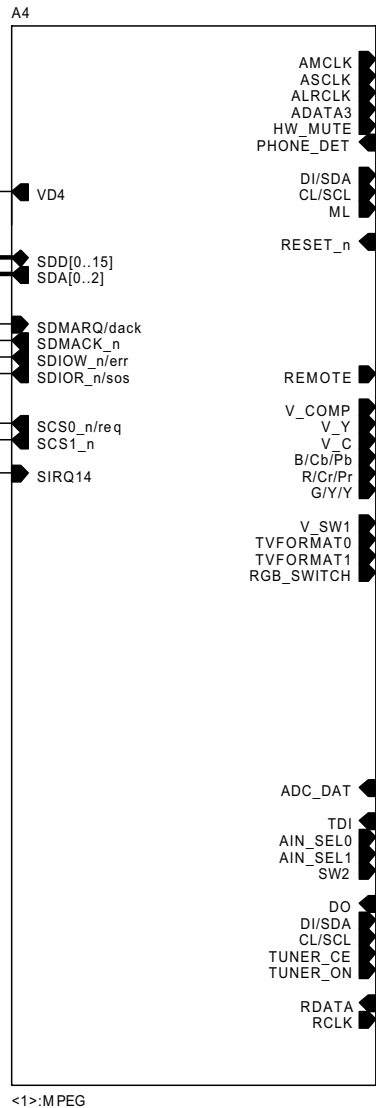 A4
AMCLK
ASCLK
ALRCLK
ADATA3
HW_MUTE
PHONE_DET
DI/SDA
CL/SCL
ML
RESET_n
VD4
SDD[0..15]
SDA[0..2]
SDMARQ/dack
SDMACK_n
SDIOW_n/err
SDIOR_n/sos
SCS0_n/req
SCS1_n
SIRQ14
REMOTE
V_COMP
V_Y
V_C
B/Cb/Pb
R/Cr/Pr
G/Y/Y
V_SW1
TVFORMAT0
TVFORMAT1
RGB_SWITCH
ADC_DAT
TDI
AIN_SEL0
AIN_SEL1
SW2
DO
DI/SDA
CL/SCL
TUNER_CE
TUNER_ON
RDATA
RCLK
<1>:MPEG